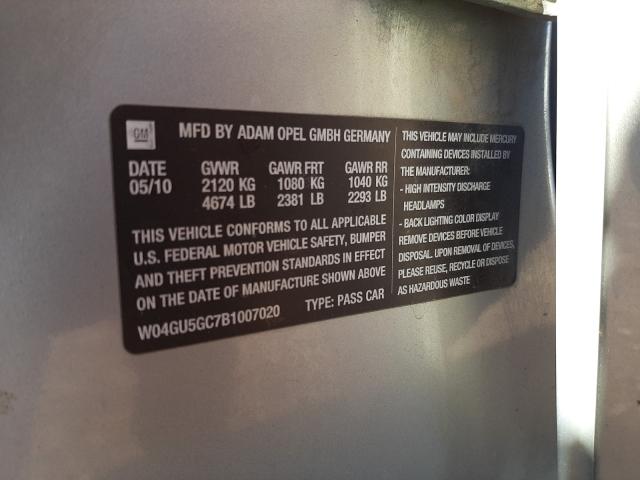 GM
MFD BY ADAM OPEL GMBH GERMANY
DATE GVWR GAWR FRT GAWR RR
05/10 2120 KG 1080 KG 1040 KG
4674 LB 2381 LB 2293 LB
THIS VEHICLE CONFORMS TO ALL APPLICABLE
U.S. FEDERAL MOTOR VEHICLE SAFETY, BUMPER
AND THEFT PREVENTION STANDARDS IN EFFECT
ON THE DATE OF MANUFACTURE SHOWN ABOVE
W04GU5GC7B1007020 TYPE: PASS CAR
THIS VEHICLE MAY INCLUDE MERCURY
CONTAINING DEVICES INSTALLED BY
THE MANUFACTURER:
- HIGH INTENSITY DISCHARGE
HEADLAMPS
- BACK LIGHTING COLOR DISPLAY
REMOVE DEVICES BEFORE VEHICLE
DISPOSAL. UPON REMOVAL OF DEVICES,
PLEASE REUSE, RECYCLE OR DISPOSE
AS HAZARDOUS WASTE